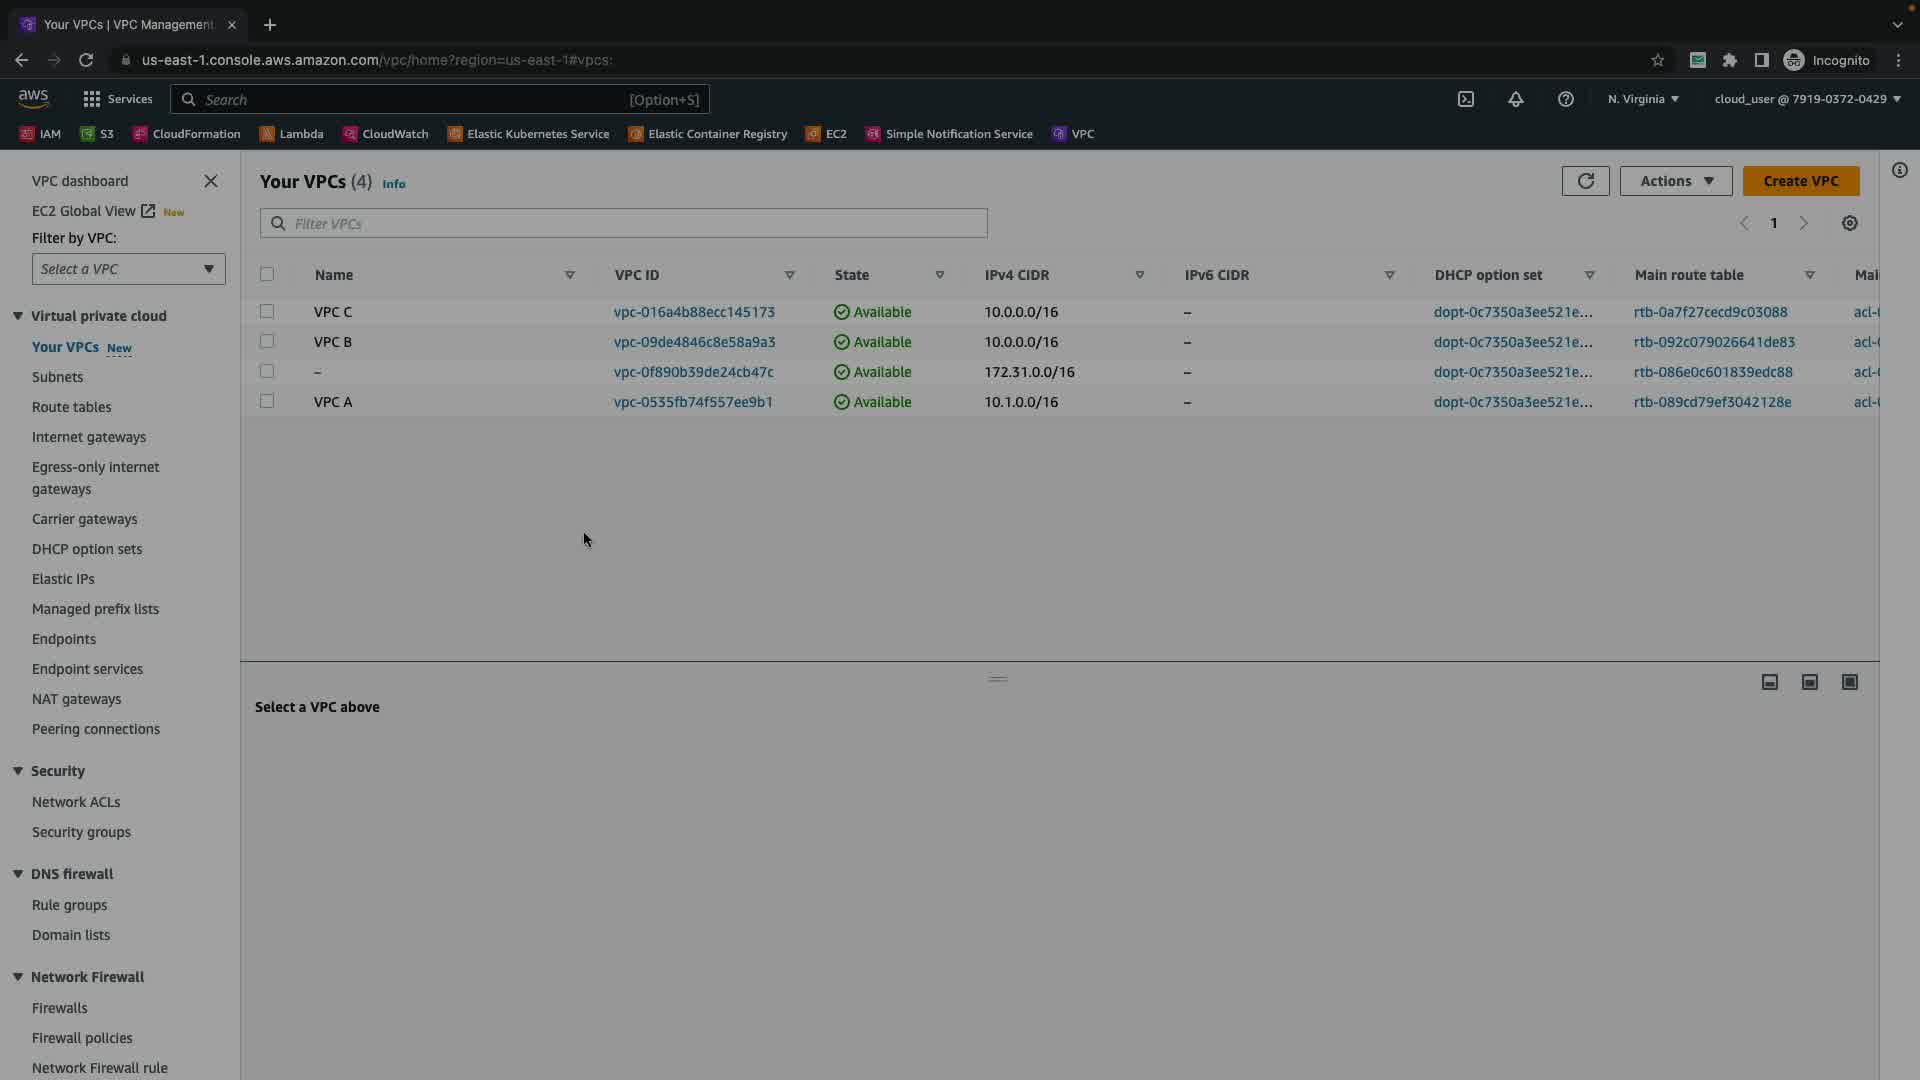 Your VPCs | VPC Management
us-east-1.console.aws.amazon.com/vpc/home?region=us-east-1#vpcs:
Incognito
aws
Services
Search
[Option+S]
N. Virginia
cloud_user @ 7919-0372-0429
IAM
S3
CloudFormation
Lambda
CloudWatch
Elastic Kubernetes Service
Elastic Container Registry
EC2
Simple Notification Service
VPC
VPC dashboard
EC2 Global View New
Filter by VPC:
Select a VPC
Virtual private cloud
Your VPCs New
Subnets
Route tables
Internet gateways
Egress-only internet
gateways
Carrier gateways
DHCP option sets
Elastic IPs
Managed prefix lists
Endpoints
Endpoint services
NAT gateways
Peering connections
Security
Network ACLs
Security groups
DNS firewall
Rule groups
Domain lists
Network Firewall
Firewalls
Firewall policies
Network Firewall rule
Your VPCs (4) Info
Actions
Create VPC
Filter VPCs
1
Name VPC ID State IPv4 CIDR IPv6 CIDR DHCP option set Main route table Mai
VPC C vpc-016a4b88ecc145173 Available 10.0.0.0/16 – dopt-0c7350a3ee521e... rtb-0a7f27cecd9c03088 acl-0
VPC B vpc-09de4846c8e58a9a3 Available 10.0.0.0/16 – dopt-0c7350a3ee521e... rtb-092c079026641de83 acl-0
– vpc-0f890b39de24cb47c Available 172.31.0.0/16 – dopt-0c7350a3ee521e... rtb-086e0c601839edc88 acl-0
VPC A vpc-0535fb74f557ee9b1 Available 10.1.0.0/16 – dopt-0c7350a3ee521e... rtb-089cd79ef3042128e acl-0
Select a VPC above